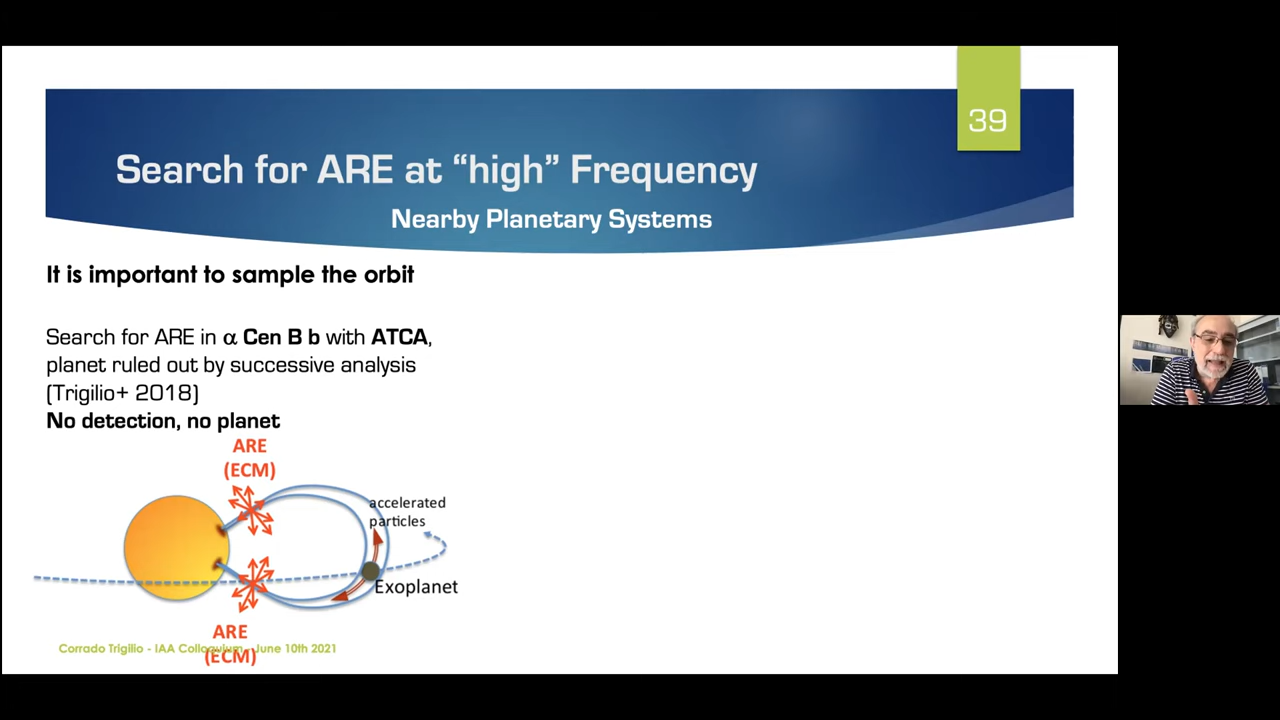 39
Search for ARE at “high” Frequency
Nearby Planetary Systems
It is important to sample the orbit
Search for ARE in α Cen B b with ATCA,
planet ruled out by successive analysis
(Trigilio+ 2018)
No detection, no planet
ARE
(ECM)
accelerated
particles
Exoplanet
ARE
(ECM)
Corrado Trigilio - IAA Colloquium - June 10th 2021